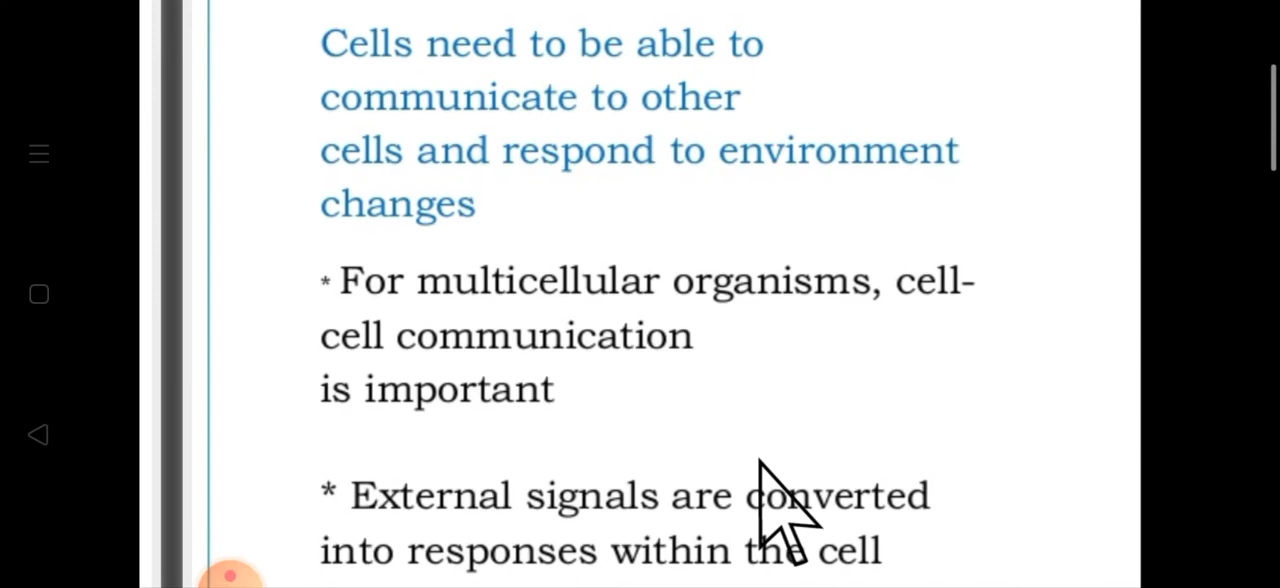 Cells need to be able to
communicate to other
cells and respond to environment
changes
* For multicellular organisms, cell-
cell communication
is important
* External signals are converted
into responses within the cell